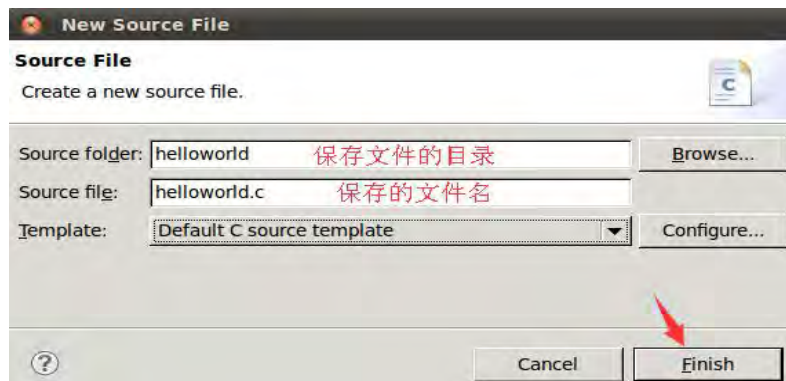 New Source File
Source File
Create a new source file.
C
Source folder: helloworld 保存文件的目录 Browse...
Source file: helloworld.c 保存的文件名
Template: Default C source template Configure...
? Cancel Finish